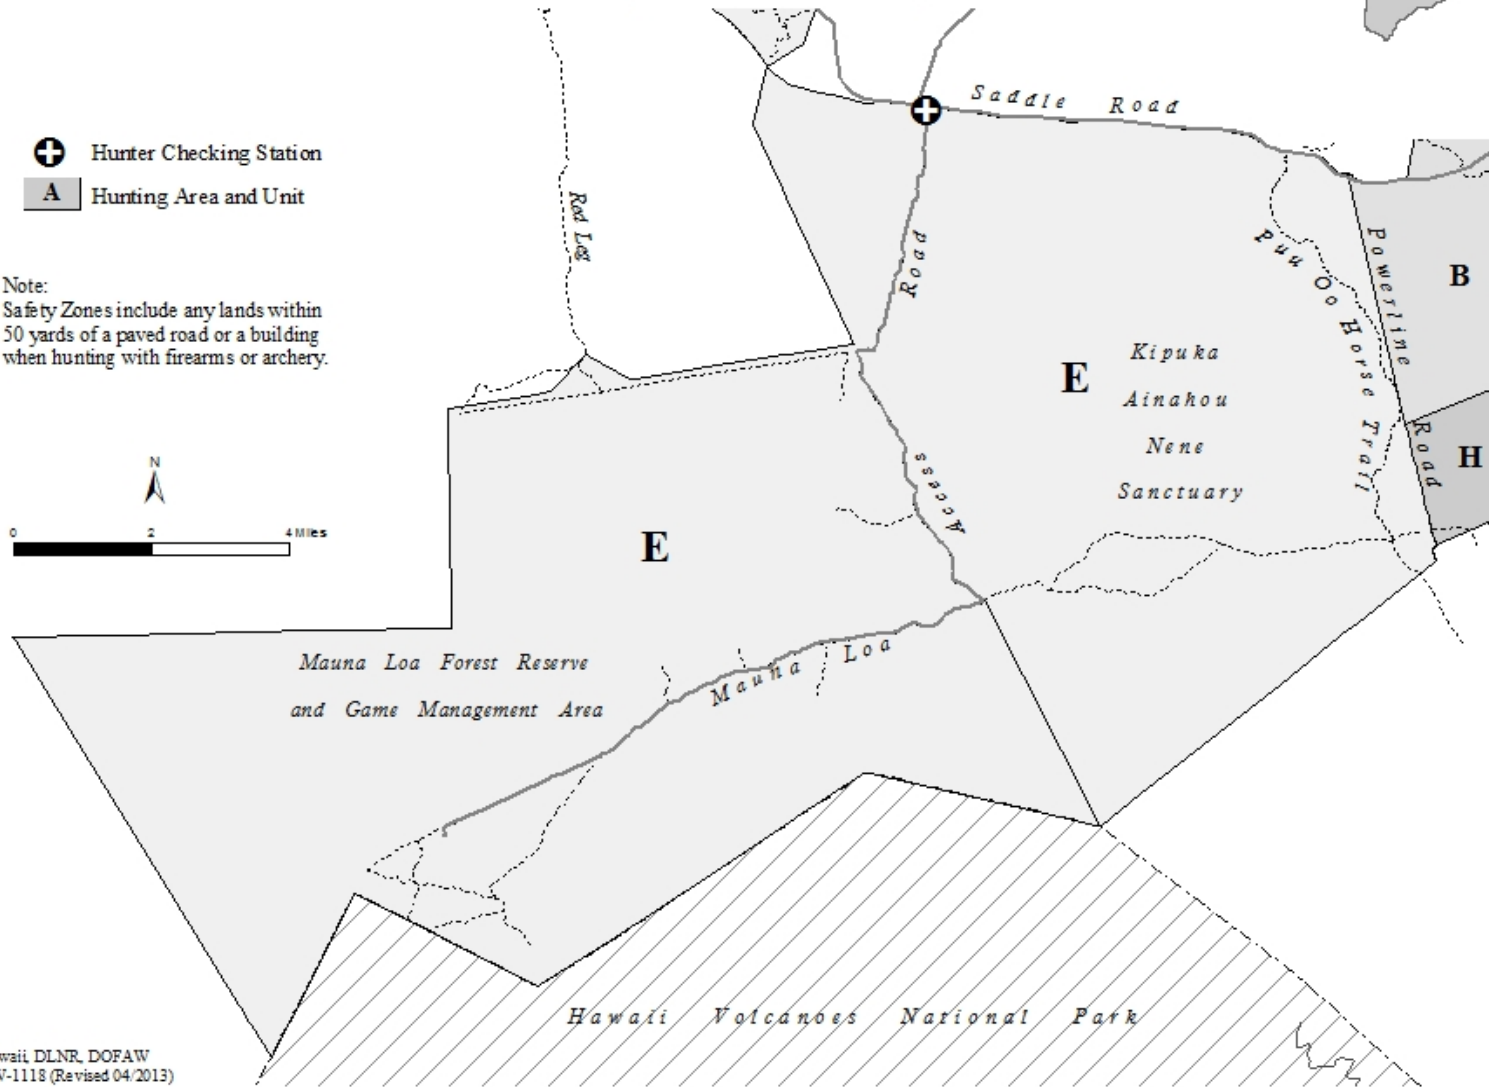 Saddle Road
Hunter Checking Station
A Hunting Area and Unit
Red Leg
Road
Puu Oo Horse Trail
Powerline Road
B
Note:
Safety Zones include any lands within
50 yards of a paved road or a building
when hunting with firearms or archery.
E
Kipuka
Ainahou
Nene
Sanctuary
H
N
0 2 4 Miles
Access
E
Mauna Loa
Mauna Loa Forest Reserve
and Game Management Area
Hawaii Volcanoes National Park
waii, DLNR, DOFAW
-1118 (Revised 04/2013)